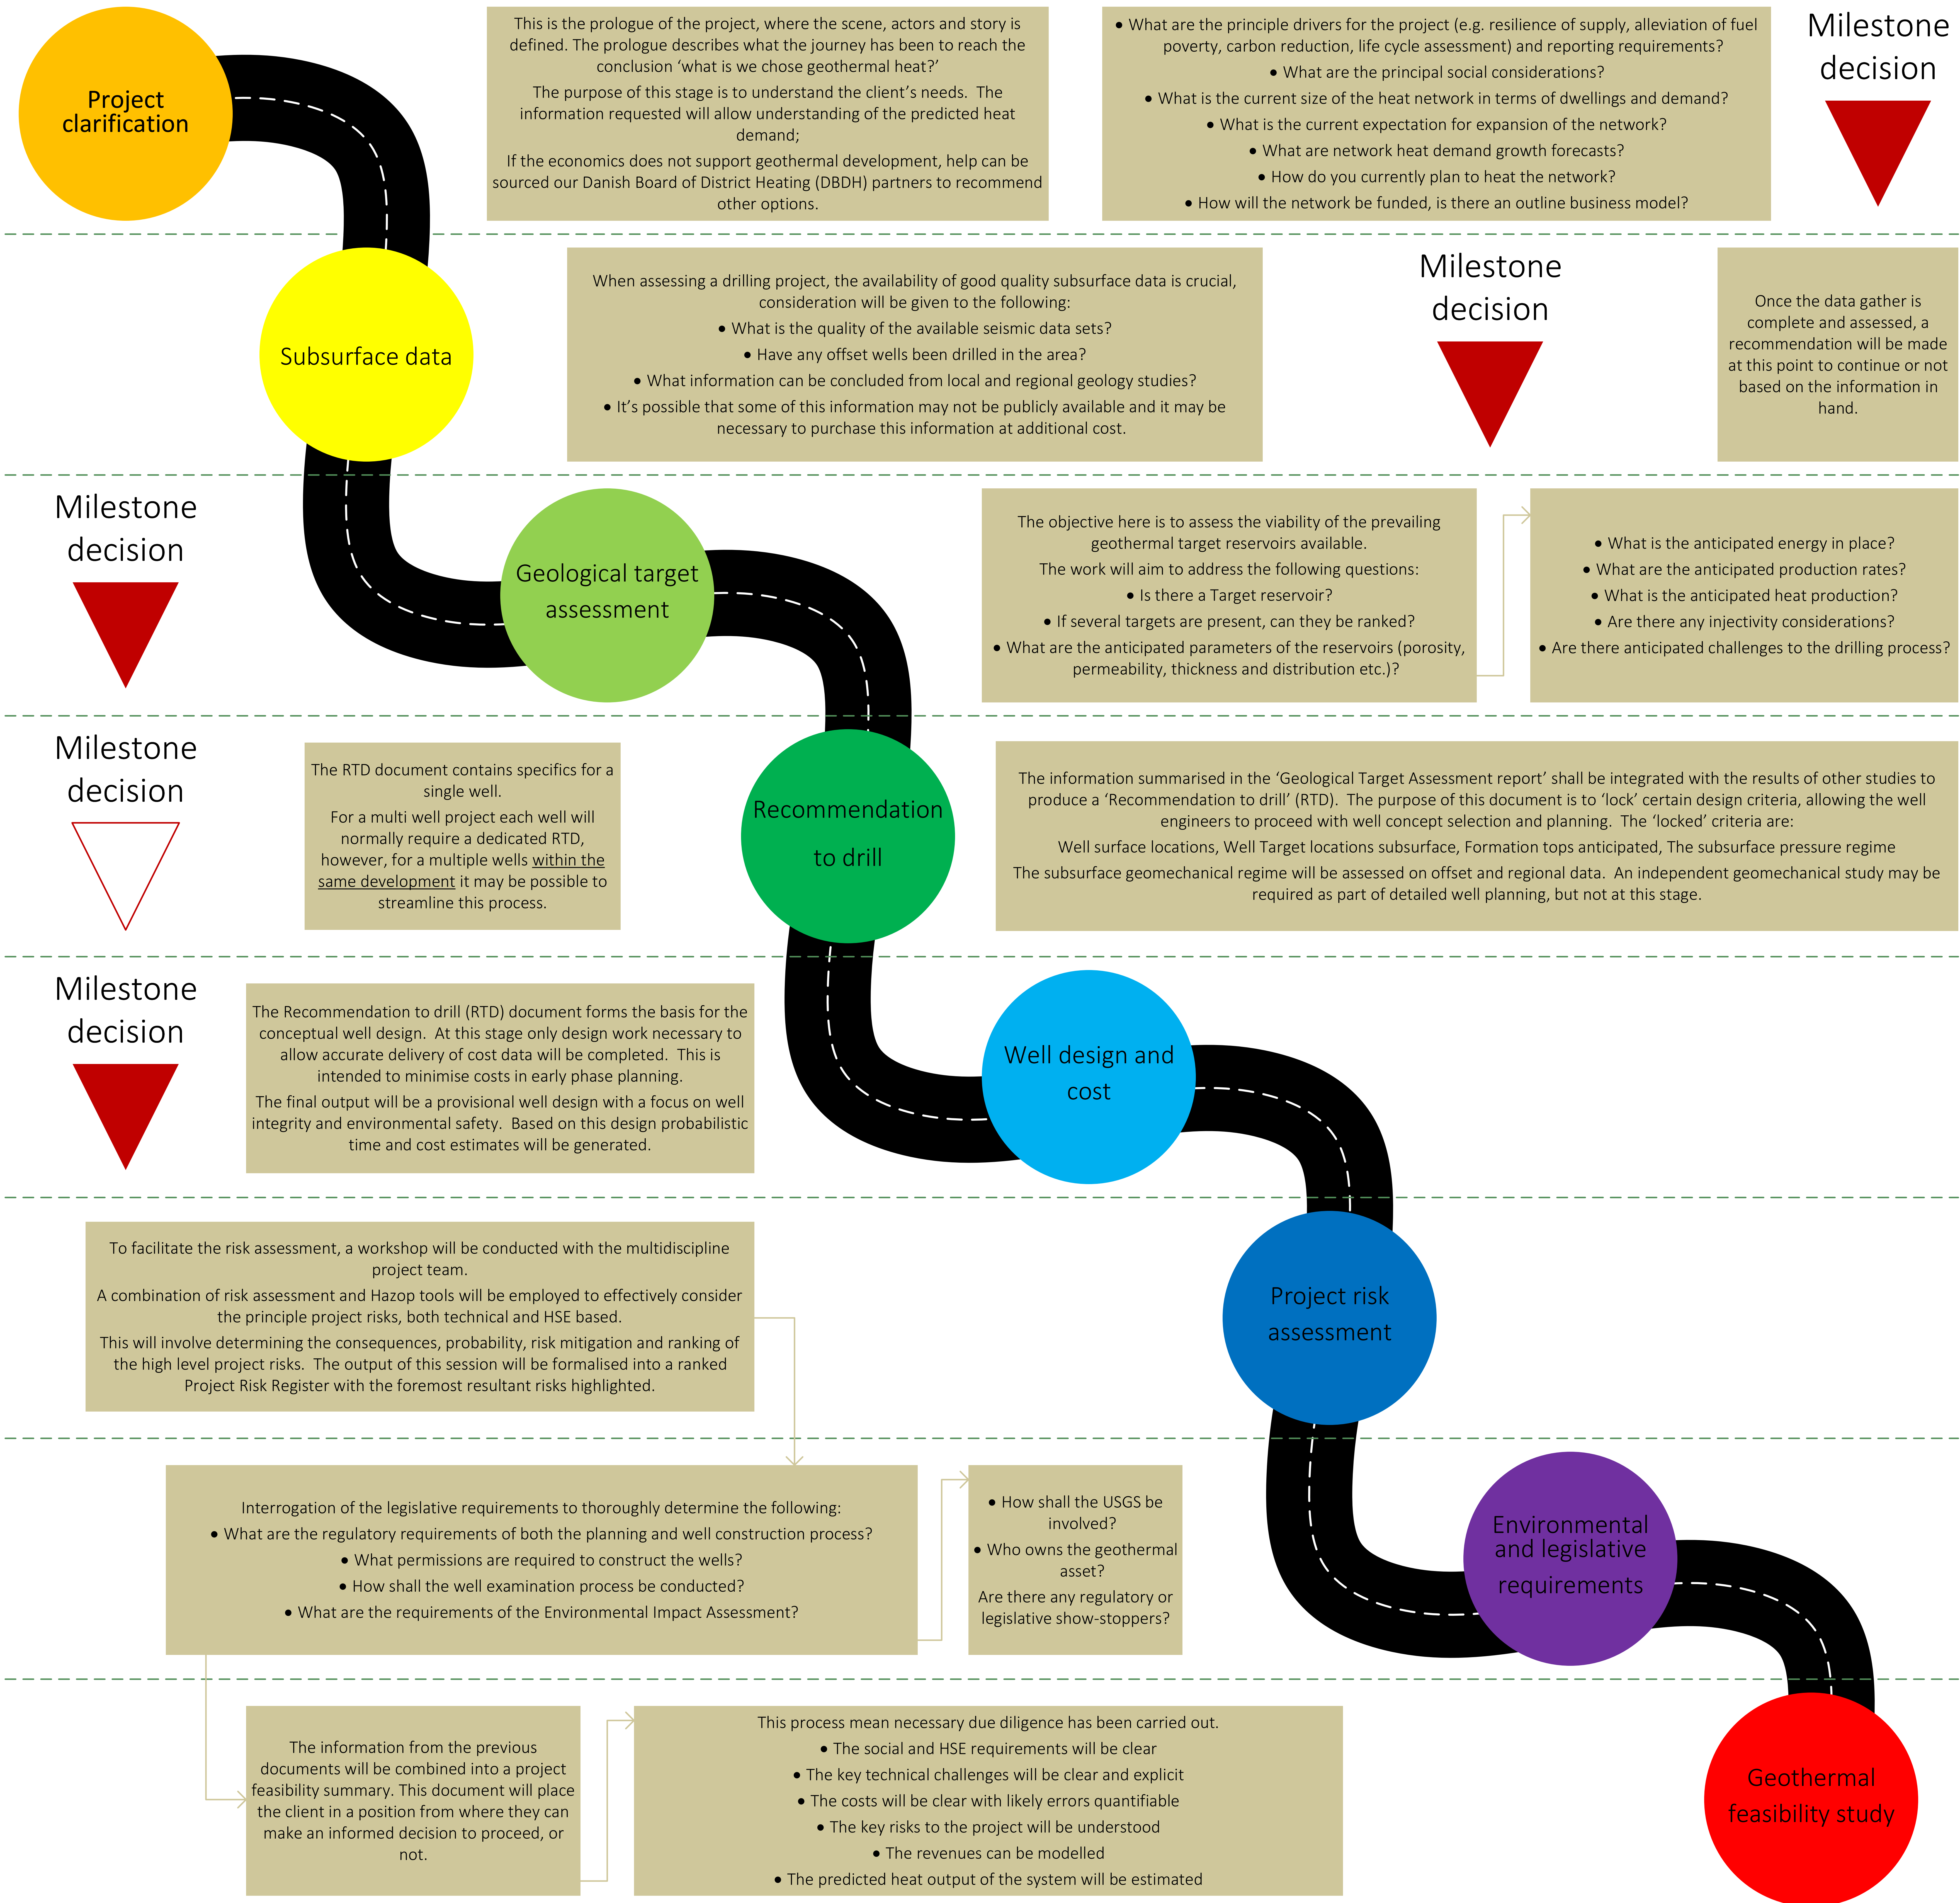 Project
clarification
This is the prologue of the project, where the scene, actors and story is
defined. The prologue describes what the journey has been to reach the
conclusion ‘what is we chose geothermal heat?’
The purpose of this stage is to understand the client’s needs. The
information requested will allow understanding of the predicted heat
demand;
If the economics does not support geothermal development, help can be
sourced our Danish Board of District Heating (DBDH) partners to recommend
other options.
• What are the principle drivers for the project (e.g. resilience of supply, alleviation of fuel
poverty, carbon reduction, life cycle assessment) and reporting requirements?
• What are the principal social considerations?
• What is the current size of the heat network in terms of dwellings and demand?
• What is the current expectation for expansion of the network?
• What are network heat demand growth forecasts?
• How do you currently plan to heat the network?
• How will the network be funded, is there an outline business model?
Milestone
decision
Subsurface data
When assessing a drilling project, the availability of good quality subsurface data is crucial,
consideration will be given to the following:
• What is the quality of the available seismic data sets?
• Have any offset wells been drilled in the area?
• What information can be concluded from local and regional geology studies?
• It’s possible that some of this information may not be publicly available and it may be
necessary to purchase this information at additional cost.
Milestone
decision
Once the data gather is
complete and assessed, a
recommendation will be made
at this point to continue or not
based on the information in
hand.
Milestone
decision
Geological target
assessment
The objective here is to assess the viability of the prevailing
geothermal target reservoirs available.
The work will aim to address the following questions:
• Is there a Target reservoir?
• If several targets are present, can they be ranked?
• What are the anticipated parameters of the reservoirs (porosity,
permeability, thickness and distribution etc.)?
• What is the anticipated energy in place?
• What are the anticipated production rates?
• What is the anticipated heat production?
• Are there any injectivity considerations?
• Are there anticipated challenges to the drilling process?
Milestone
decision
The RTD document contains specifics for a
single well.
For a multi well project each well will
normally require a dedicated RTD,
however, for a multiple wells within the
same development it may be possible to
streamline this process.
Recommendation
to drill
The information summarised in the ‘Geological Target Assessment report’ shall be integrated with the results of other studies to
produce a ‘Recommendation to drill’ (RTD). The purpose of this document is to ‘lock’ certain design criteria, allowing the well
engineers to proceed with well concept selection and planning. The ‘locked’ criteria are:
Well surface locations, Well Target locations subsurface, Formation tops anticipated, The subsurface pressure regime
The subsurface geomechanical regime will be assessed on offset and regional data. An independent geomechanical study may be
required as part of detailed well planning, but not at this stage.
Milestone
decision
The Recommendation to drill (RTD) document forms the basis for the
conceptual well design. At this stage only design work necessary to
allow accurate delivery of cost data will be completed. This is
intended to minimise costs in early phase planning.
The final output will be a provisional well design with a focus on well
integrity and environmental safety. Based on this design probabilistic
time and cost estimates will be generated.
Well design and
cost
To facilitate the risk assessment, a workshop will be conducted with the multidiscipline
project team.
A combination of risk assessment and Hazop tools will be employed to effectively consider
the principle project risks, both technical and HSE based.
This will involve determining the consequences, probability, risk mitigation and ranking of
the high level project risks. The output of this session will be formalised into a ranked
Project Risk Register with the foremost resultant risks highlighted.
Project risk
assessment
Interrogation of the legislative requirements to thoroughly determine the following:
• What are the regulatory requirements of both the planning and well construction process?
• What permissions are required to construct the wells?
• How shall the well examination process be conducted?
• What are the requirements of the Environmental Impact Assessment?
• How shall the USGS be
involved?
• Who owns the geothermal
asset?
Are there any regulatory or
legislative show-stoppers?
Environmental
and legislative
requirements
The information from the previous
documents will be combined into a project
feasibility summary. This document will place
the client in a position from where they can
make an informed decision to proceed, or
not.
This process mean necessary due diligence has been carried out.
• The social and HSE requirements will be clear
• The key technical challenges will be clear and explicit
• The costs will be clear with likely errors quantifiable
• The key risks to the project will be understood
• The revenues can be modelled
• The predicted heat output of the system will be estimated
Geothermal
feasibility study